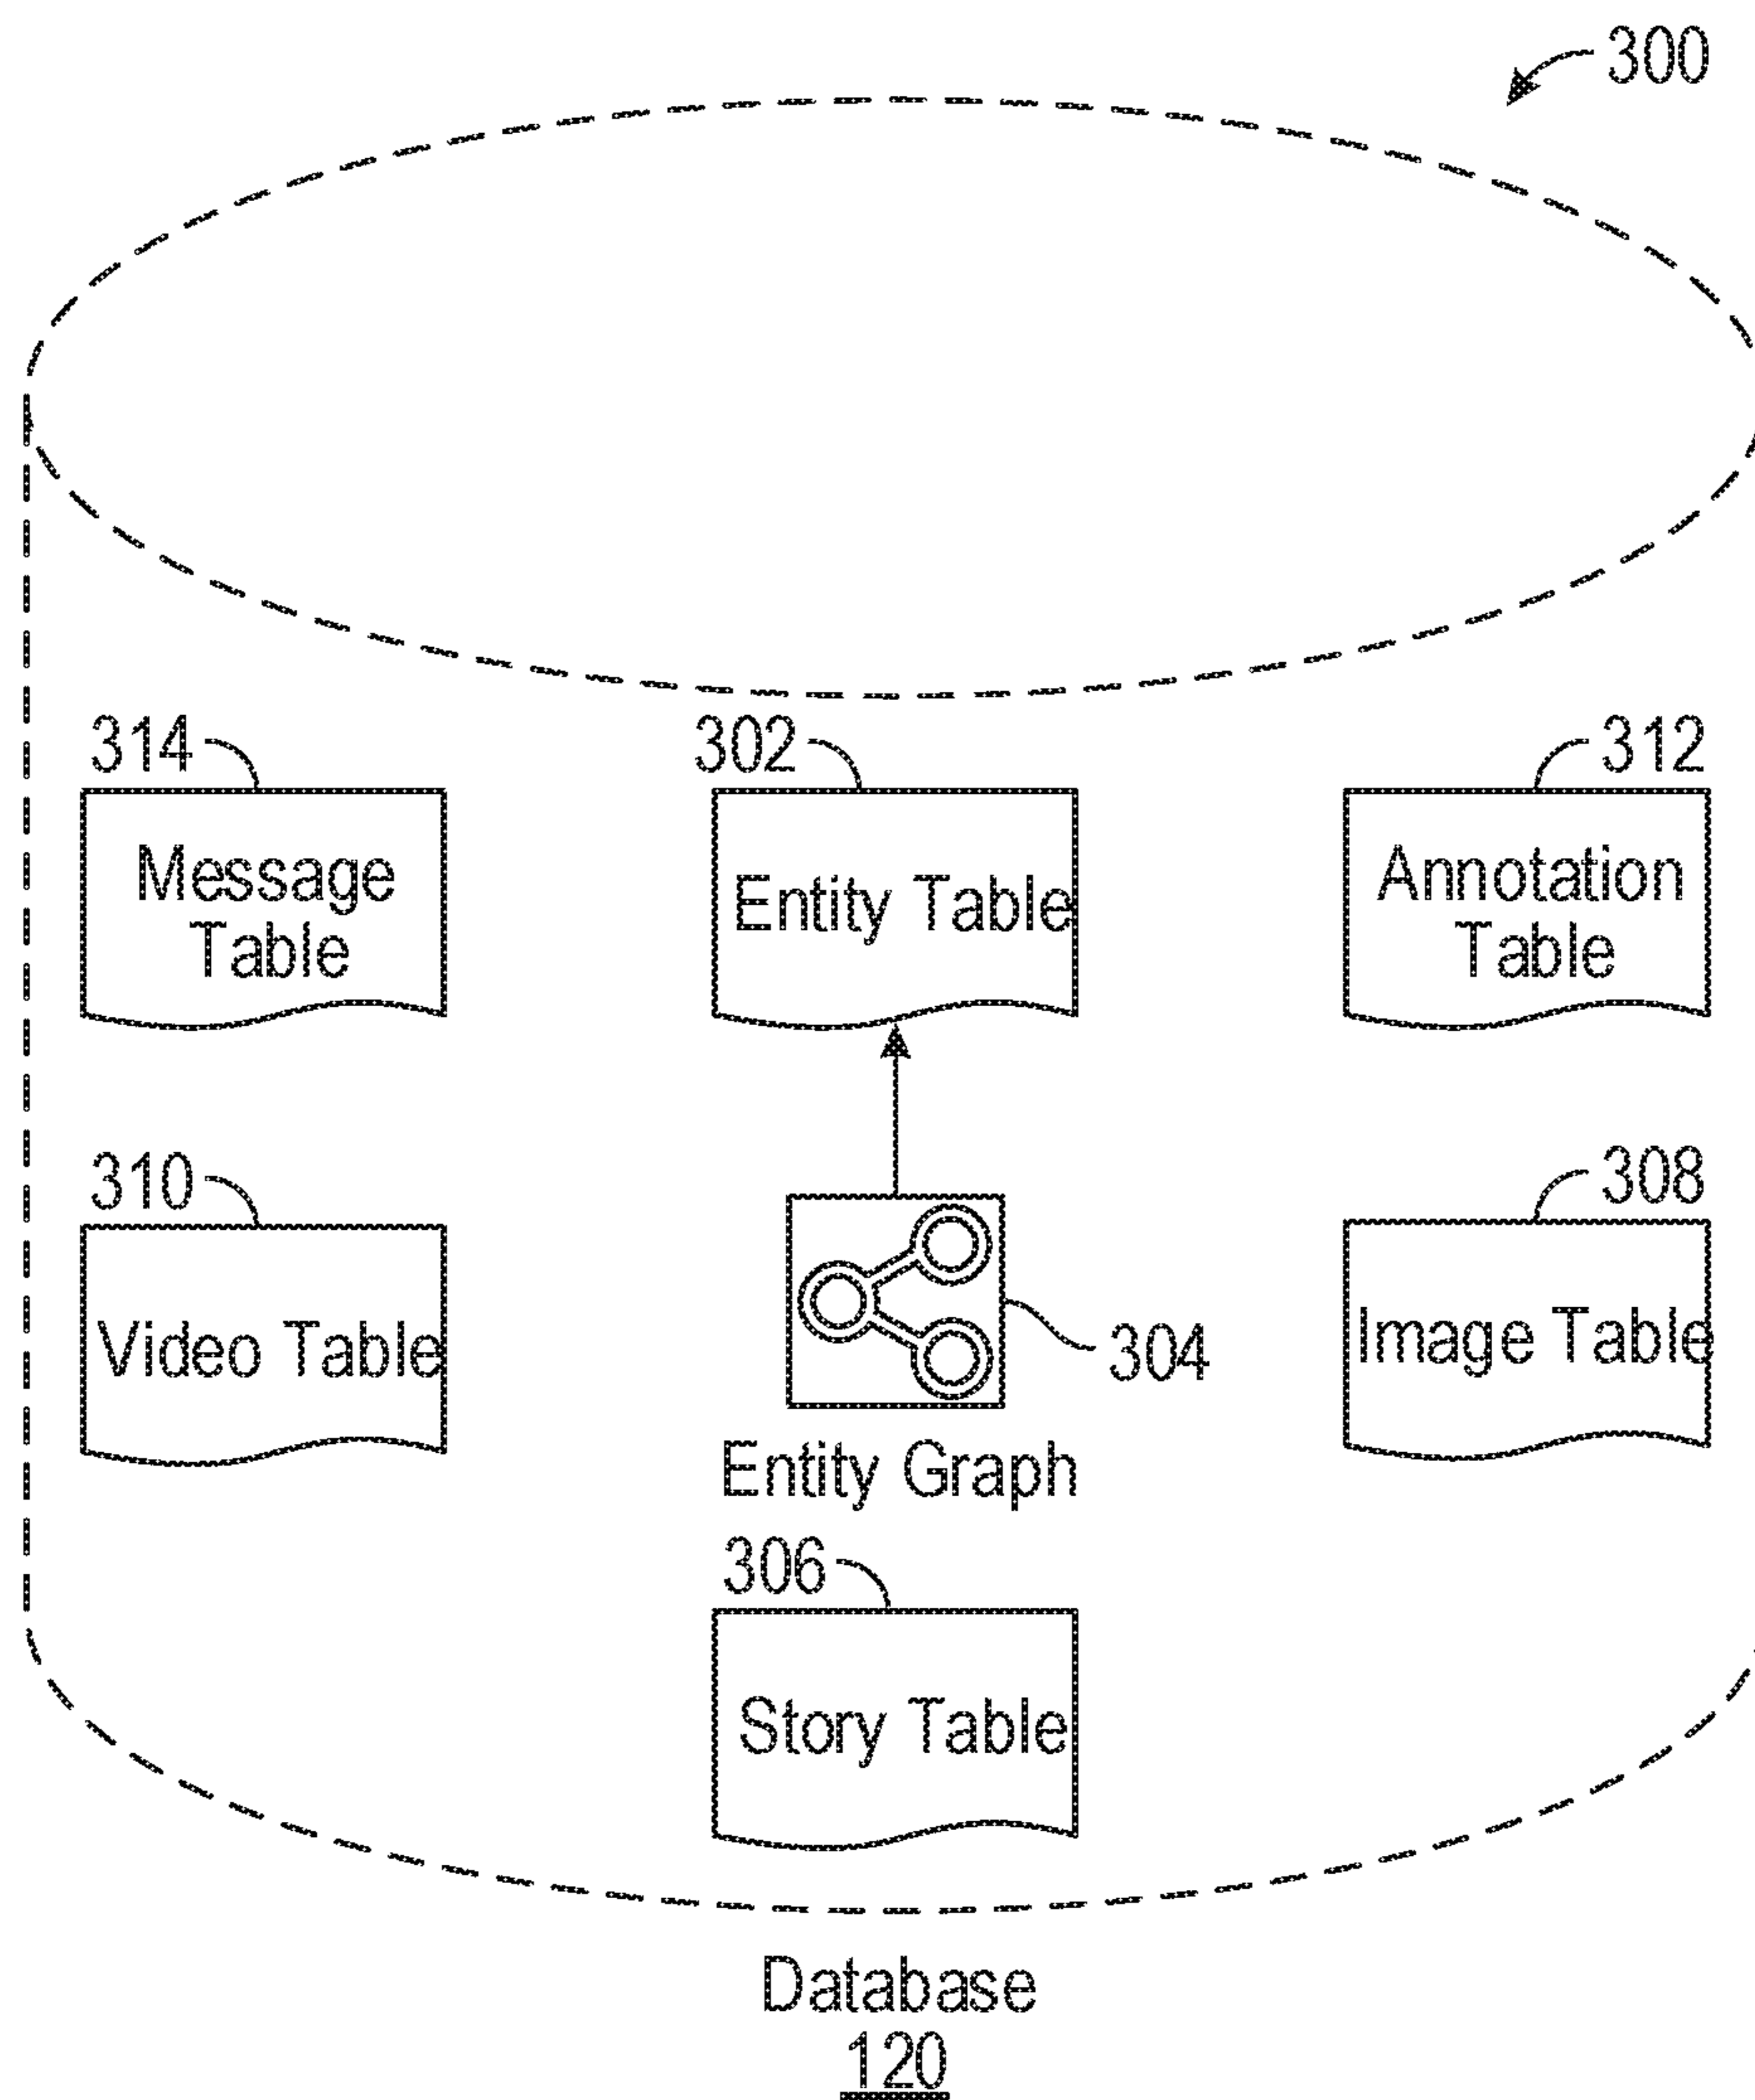 300
314
302
312
Message
Table
Entity Table
Annotation
Table
310
308
Video Table
304
Image Table
Entity Graph
306
Story Table
Database
120